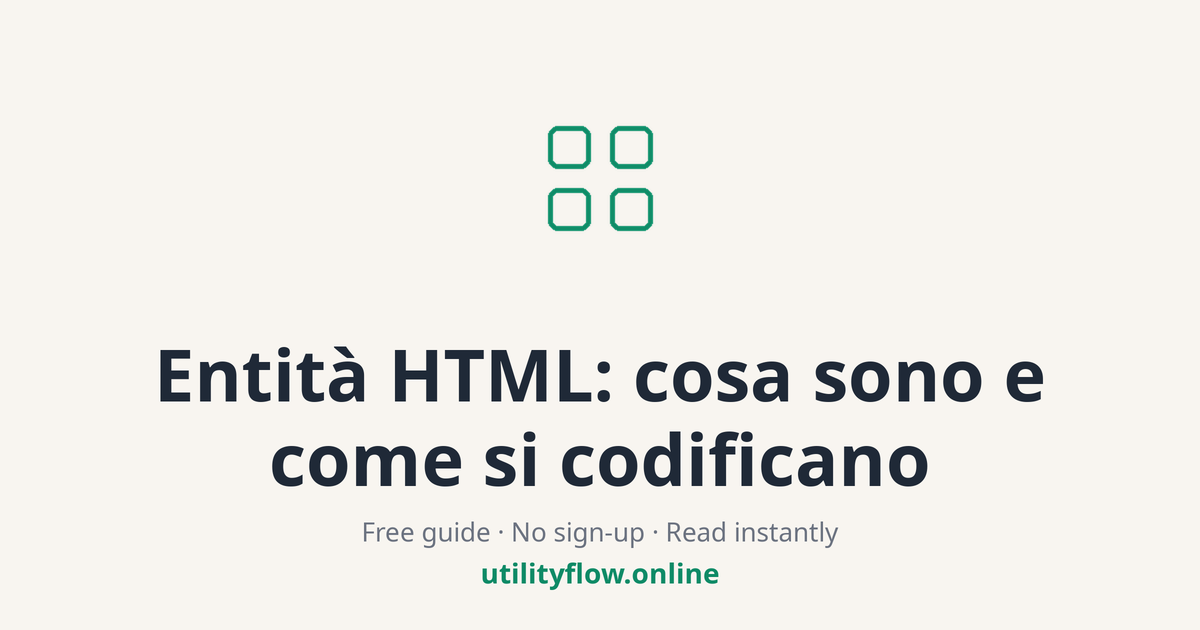 Entità HTML: cosa sono e
come si codificano
Free guide · No sign-up · Read instantly
utilityflow.online